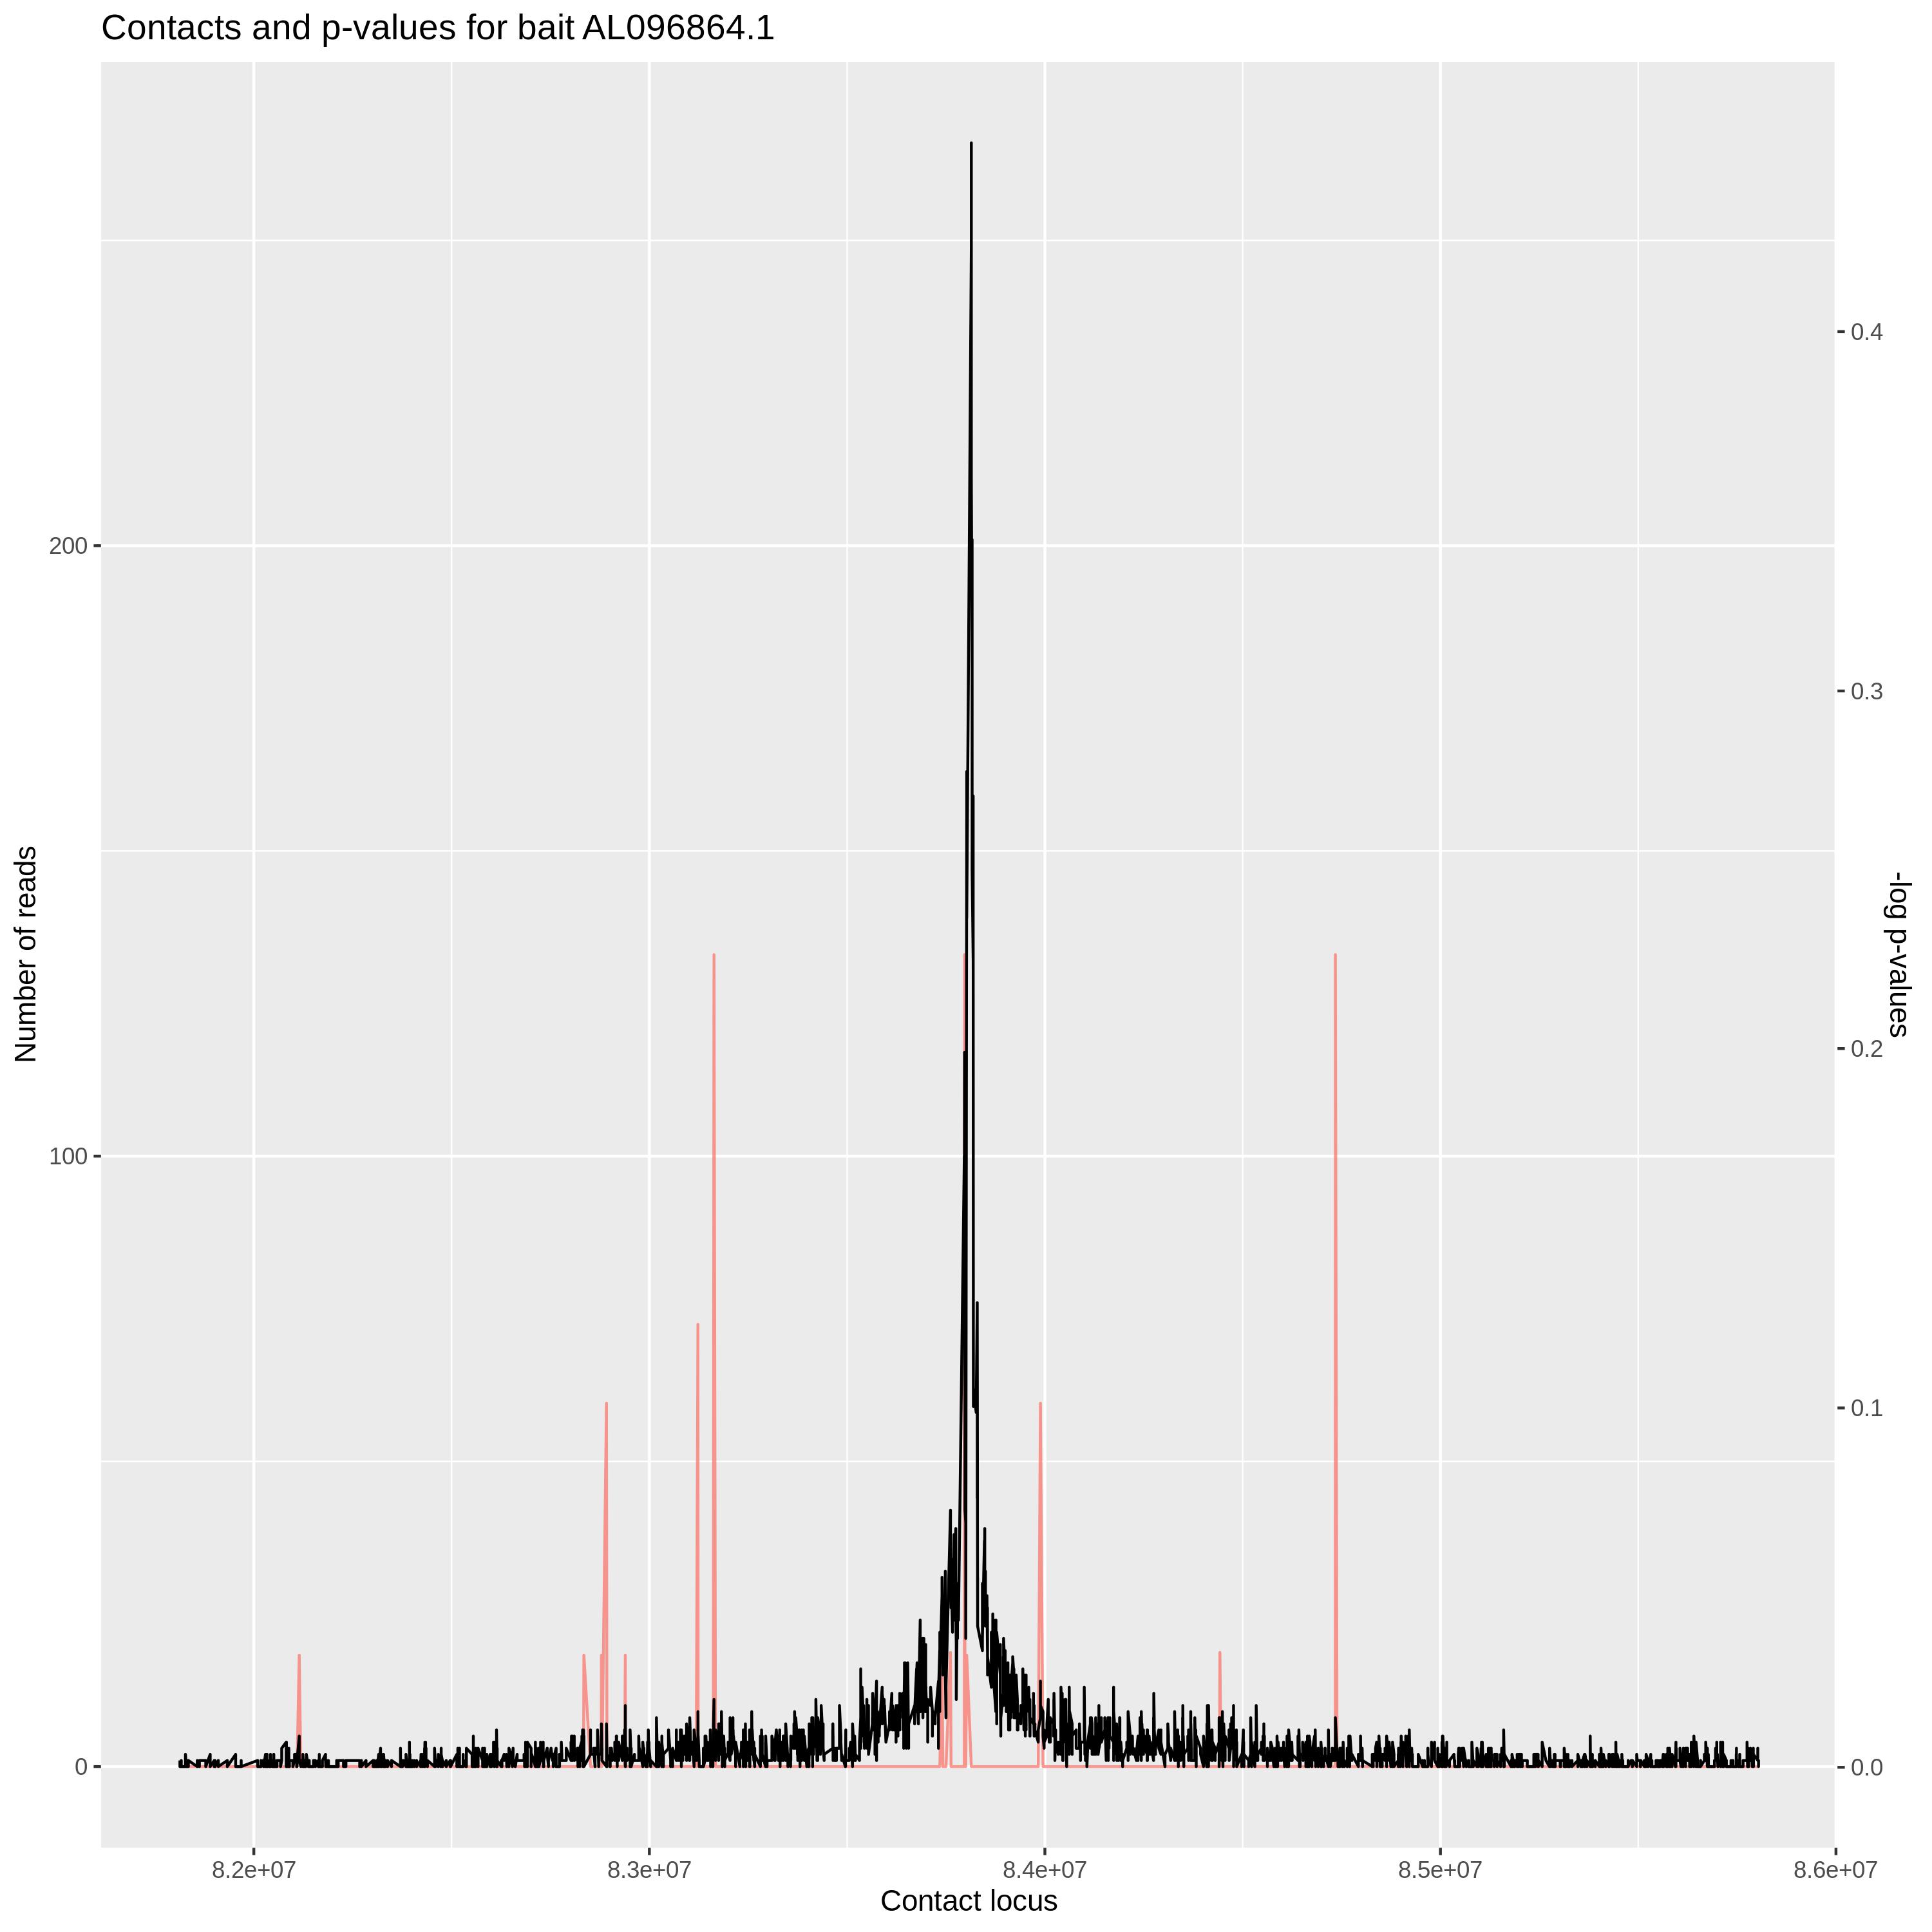 Contacts and p-values for bait AL096864.1
Number of reads
200
100
0
0.4
0.3
0.2
0.1
0.0
-log p-values
8.2e+07 8.3e+07 8.4e+07 8.5e+07 8.6e+07
Contact locus